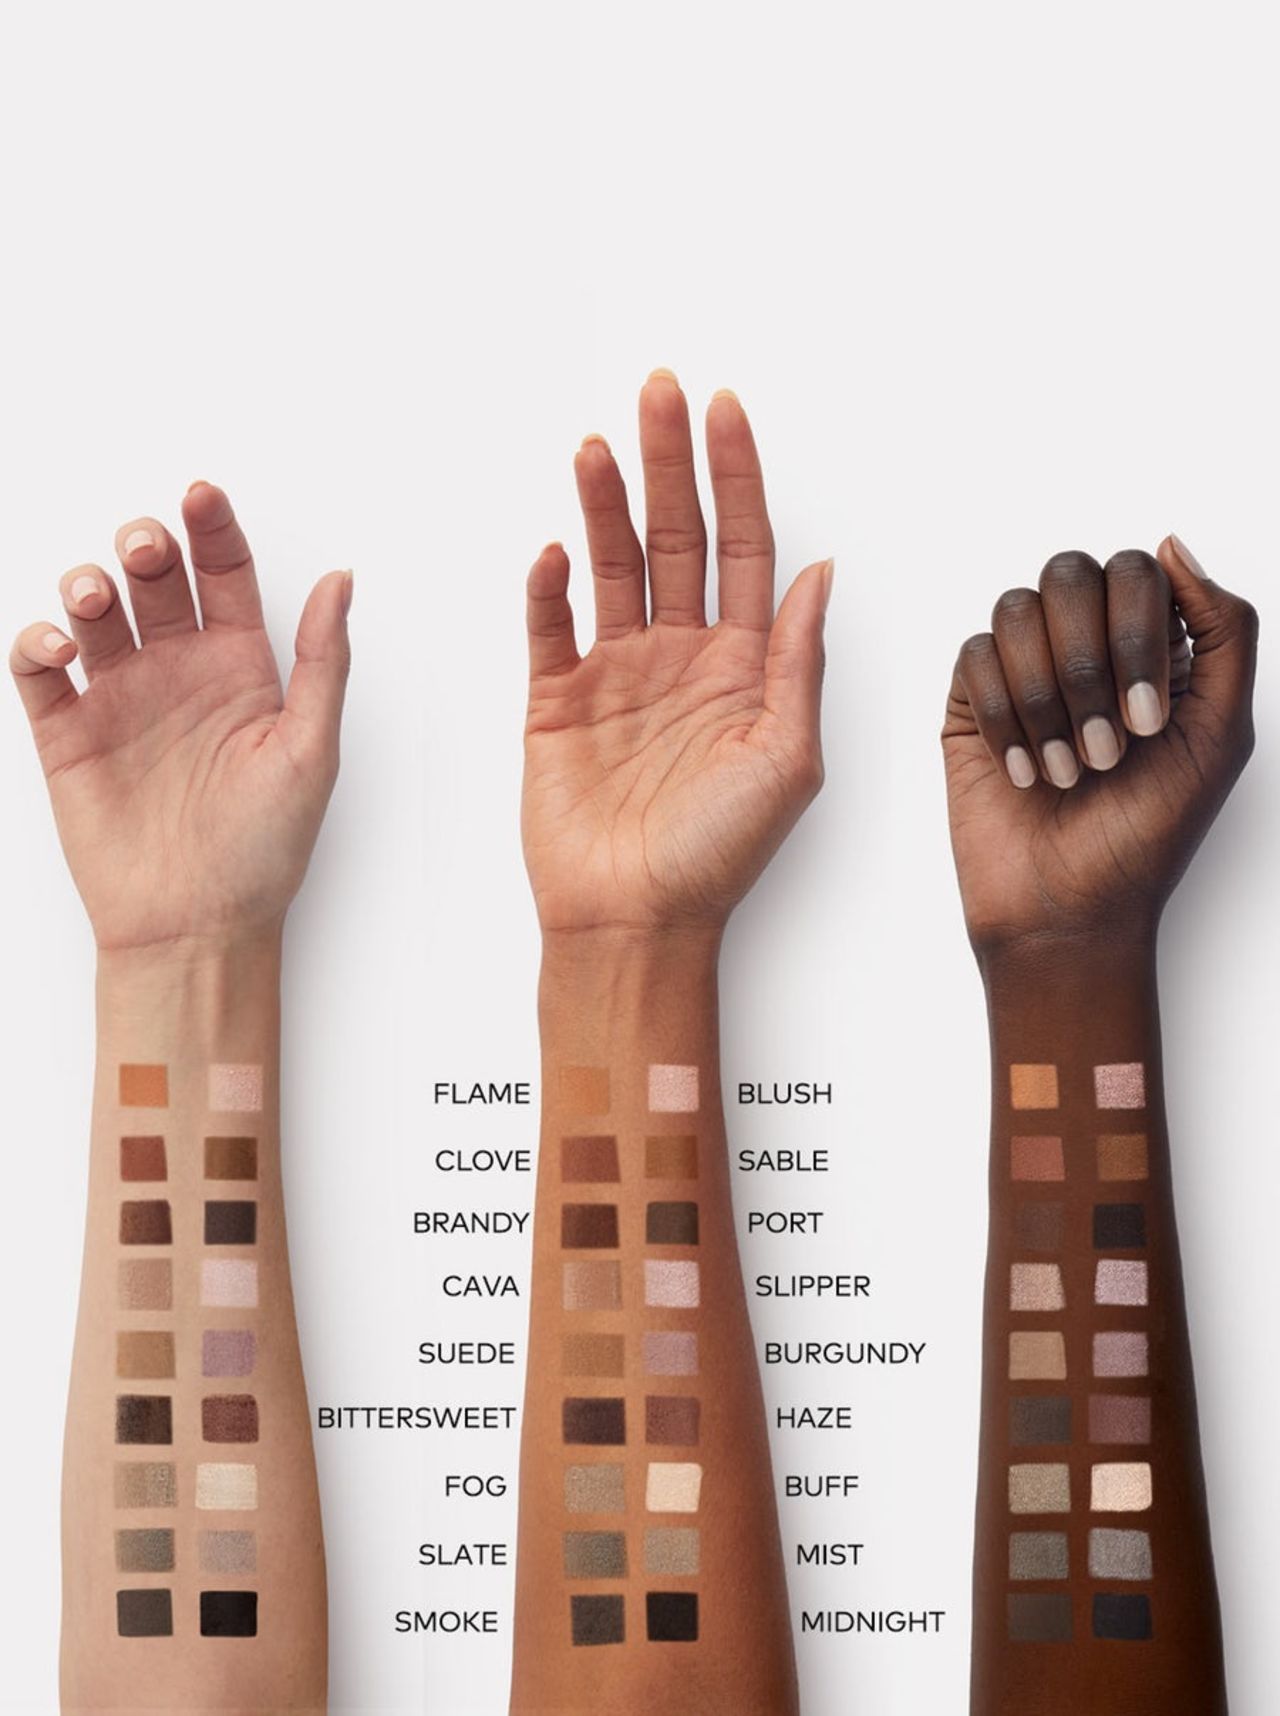 FLAME BLUSH
CLOVE SABLE
BRANDY PORT
CAVA SLIPPER
SUEDE BURGUNDY
BITTERSWEET HAZE
FOG BUFF
SLATE MIST
SMOKE MIDNIGHT